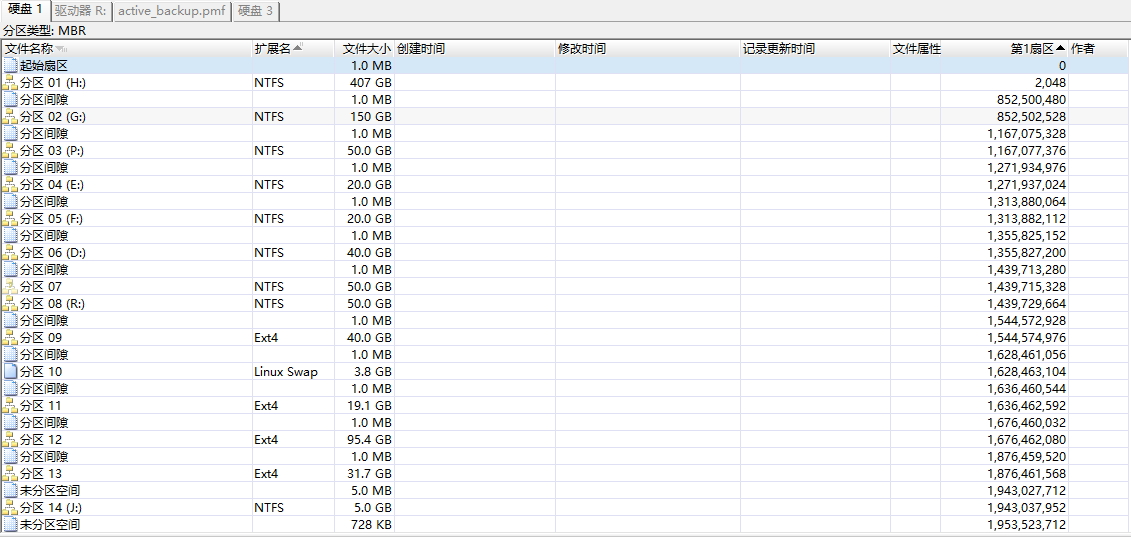 硬盘 1 驱动器 R: active_backup.pmf 硬盘 3
分区类型: MBR
文件名称 扩展名 文件大小 创建时间 修改时间 记录更新时间 文件属性 第1扇区 作者
起始扇区 1.0 MB 0
分区 01 (H:) NTFS 407 GB 2,048
分区间隙 1.0 MB 852,500,480
分区 02 (G:) NTFS 150 GB 852,502,528
分区间隙 1.0 MB 1,167,075,328
分区 03 (P:) NTFS 50.0 GB 1,167,077,376
分区间隙 1.0 MB 1,271,934,976
分区 04 (E:) NTFS 20.0 GB 1,271,937,024
分区间隙 1.0 MB 1,313,880,064
分区 05 (F:) NTFS 20.0 GB 1,313,882,112
分区间隙 1.0 MB 1,355,825,152
分区 06 (D:) NTFS 40.0 GB 1,355,827,200
分区间隙 1.0 MB 1,439,713,280
分区 07 NTFS 50.0 GB 1,439,715,328
分区 08 (R:) NTFS 50.0 GB 1,439,729,664
分区间隙 1.0 MB 1,544,572,928
分区 09 Ext4 40.0 GB 1,544,574,976
分区间隙 1.0 MB 1,628,461,056
分区 10 Linux Swap 3.8 GB 1,628,463,104
分区间隙 1.0 MB 1,636,460,544
分区 11 Ext4 19.1 GB 1,636,462,592
分区间隙 1.0 MB 1,676,460,032
分区 12 Ext4 95.4 GB 1,676,462,080
分区间隙 1.0 MB 1,876,459,520
分区 13 Ext4 31.7 GB 1,876,461,568
未分区空间 5.0 MB 1,943,027,712
分区 14 (J:) NTFS 5.0 GB 1,943,037,952
未分区空间 728 KB 1,953,523,712